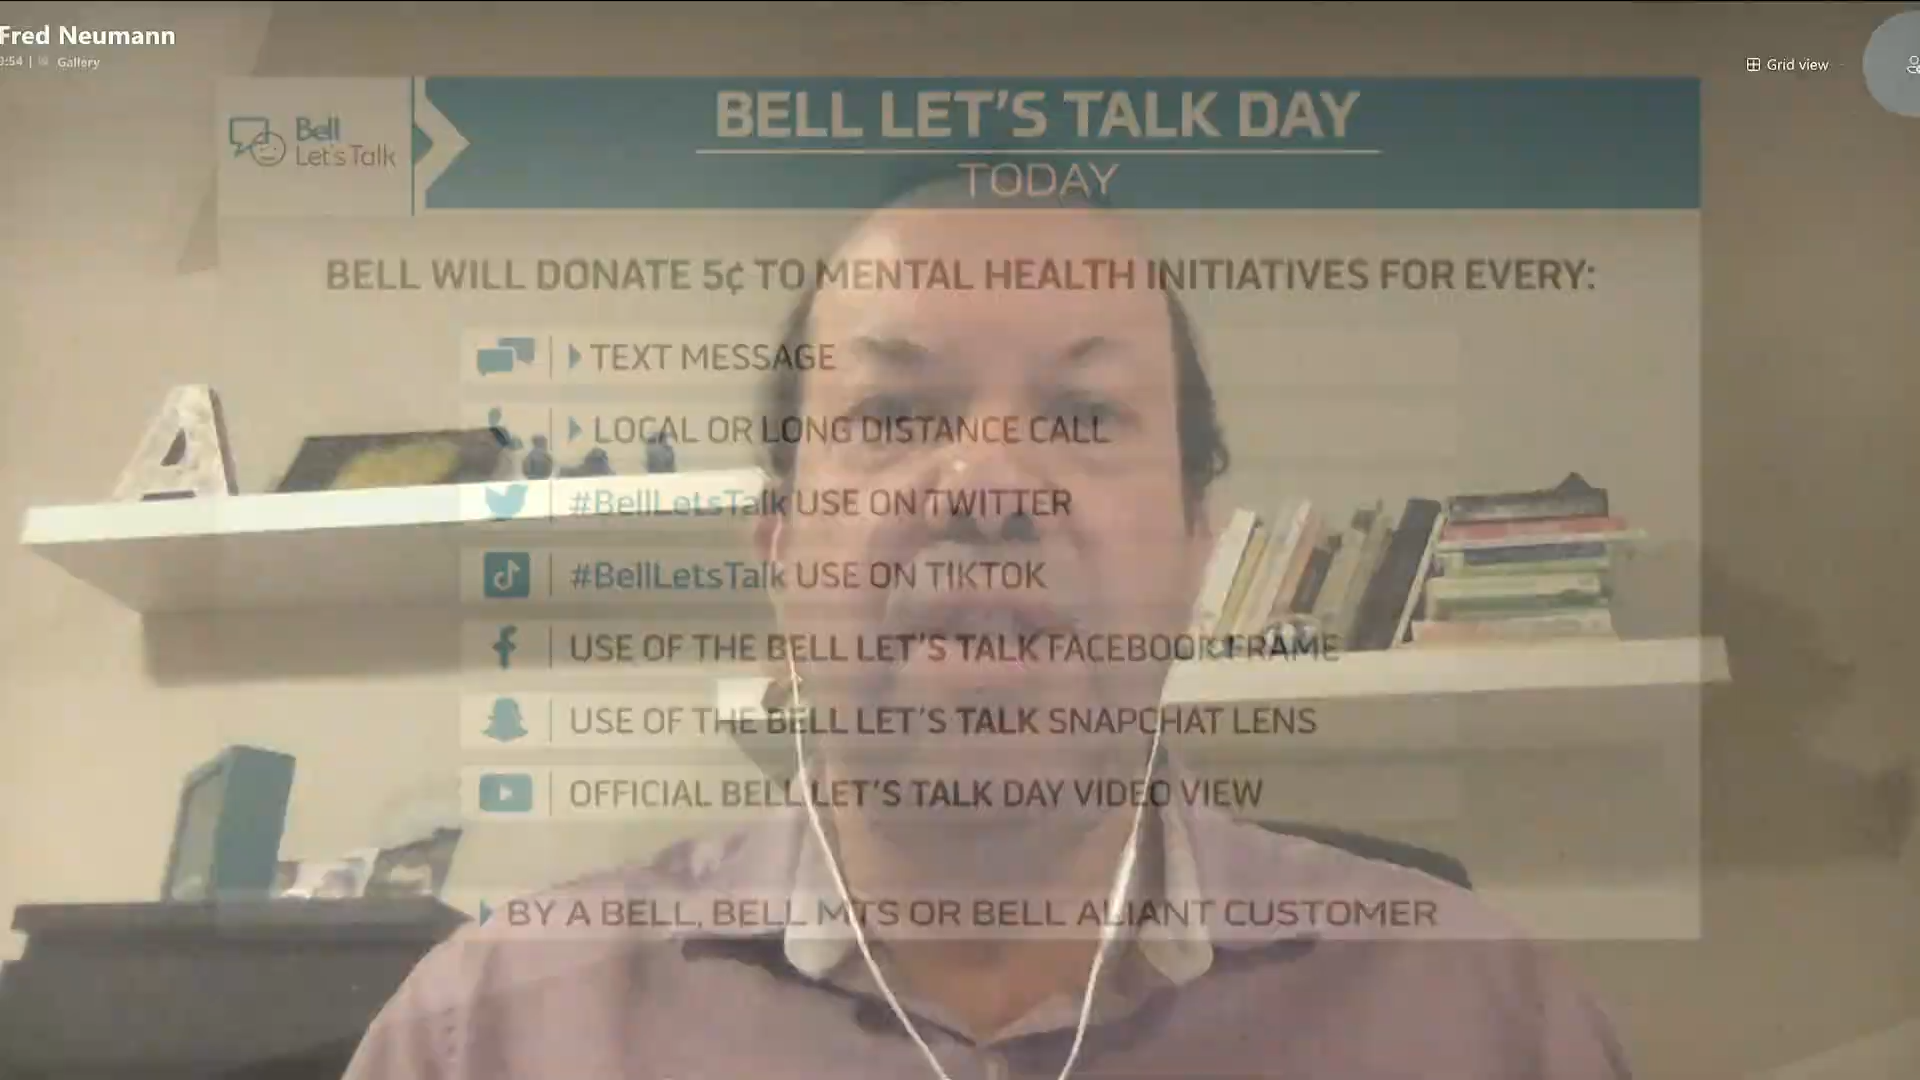 Fred Neumann
Gallery
Grid view
Bell
Let's Talk
BELL LET'S TALK DAY
TODAY
BELL WILL DONATE 5¢ TO MENTAL HEALTH INITIATIVES FOR EVERY:
TEXT MESSAGE
LOCAL OR LONG DISTANCE CALL
#BellLetsTalk USE ON TWITTER
#BellLetsTalk USE ON TIKTOK
USE OF THE BELL LET'S TALK FACEBOOK FRAME
USE OF THE BELL LET'S TALK SNAPCHAT LENS
OFFICIAL BELL LET'S TALK DAY VIDEO VIEW
BY A BELL, BELL MTS OR BELL ALIANT CUSTOMER